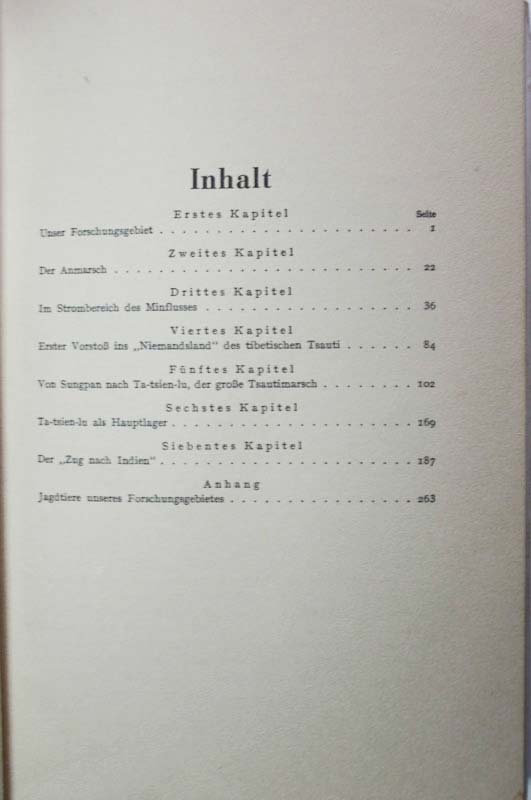 Inhalt
Erstes Kapitel Seite
Unser Forschungsgebiet . . . . . . . . . . . . . . . . . . . . . . 1
Zweites Kapitel
Der Anmarsch . . . . . . . . . . . . . . . . . . . . . . . . . . 22
Drittes Kapitel
Im Strombereich des Minflusses . . . . . . . . . . . . . . . . . . 36
Viertes Kapitel
Erster Vorstoß ins „Niemandsland" des tibetischen Tsauti . . . . . . 84
Fünftes Kapitel
Von Sungpan nach Ta-tsien-lu, der große Tsautimarsch . . . . . . . . 102
Sechstes Kapitel
Ta-tsien-lu als Hauptlager . . . . . . . . . . . . . . . . . . . . . 169
Siebentes Kapitel
Der „Zug nach Indien" . . . . . . . . . . . . . . . . . . . . . . 187
Anhang
Jagdtiere unseres Forschungsgebietes . . . . . . . . . . . . . . . . 263